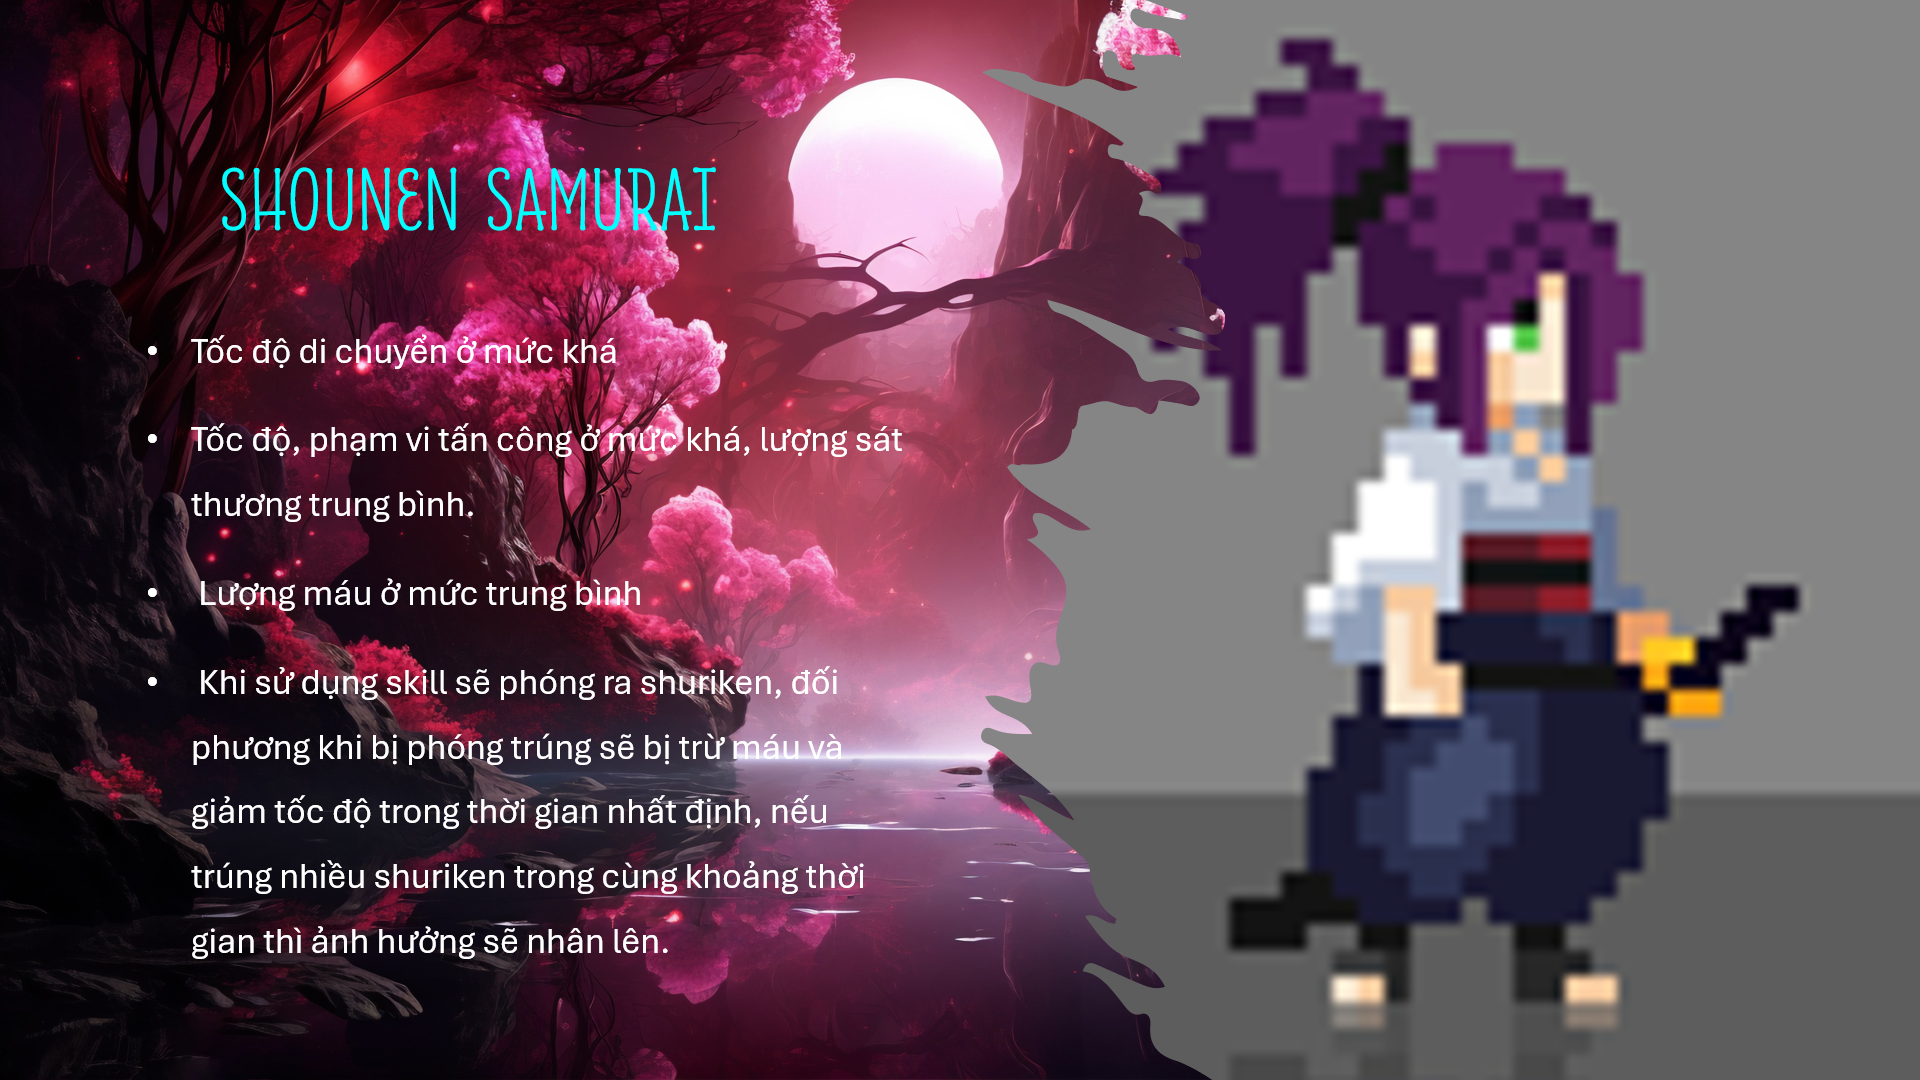 SHOUNEN SAMURAI
• Tốc độ di chuyển ở mức khá
• Tốc độ, phạm vi tấn công ở mức khá, lượng sát
thương trung bình.
• Lượng máu ở mức trung bình
• Khi sử dụng skill sẽ phóng ra shuriken, đối
phương khi bị phóng trúng sẽ bị trừ máu và
giảm tốc độ trong thời gian nhất định, nếu
trúng nhiều shuriken trong cùng khoảng thời
gian thì ảnh hưởng sẽ nhân lên.